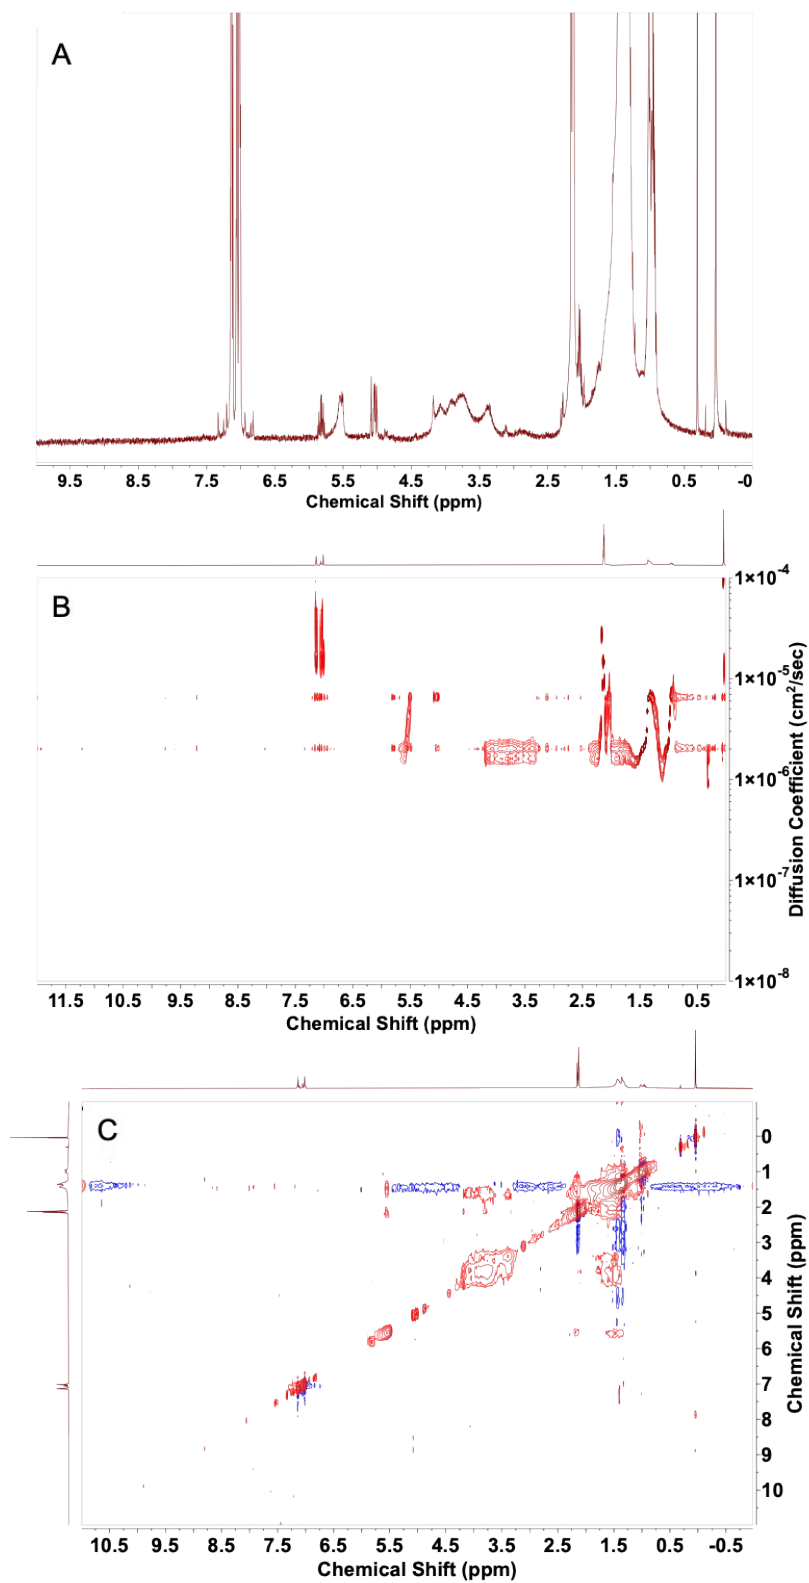 A
9.5 8.5 7.5 6.5 5.5 4.5 3.5 2.5 1.5 0.5 -0
Chemical Shift (ppm)
B
1×10-4
1×10-5
1×10-6
1×10-7
1×10-8
Diffusion Coefficient (cm2/sec)
11.5 10.5 9.5 8.5 7.5 6.5 5.5 4.5 3.5 2.5 1.5 0.5
Chemical Shift (ppm)
C
0
1
2
3
4
5
6
7
8
9
10
Chemical Shift (ppm)
10.5 9.5 8.5 7.5 6.5 5.5 4.5 3.5 2.5 1.5 0.5 -0.5
Chemical Shift (ppm)